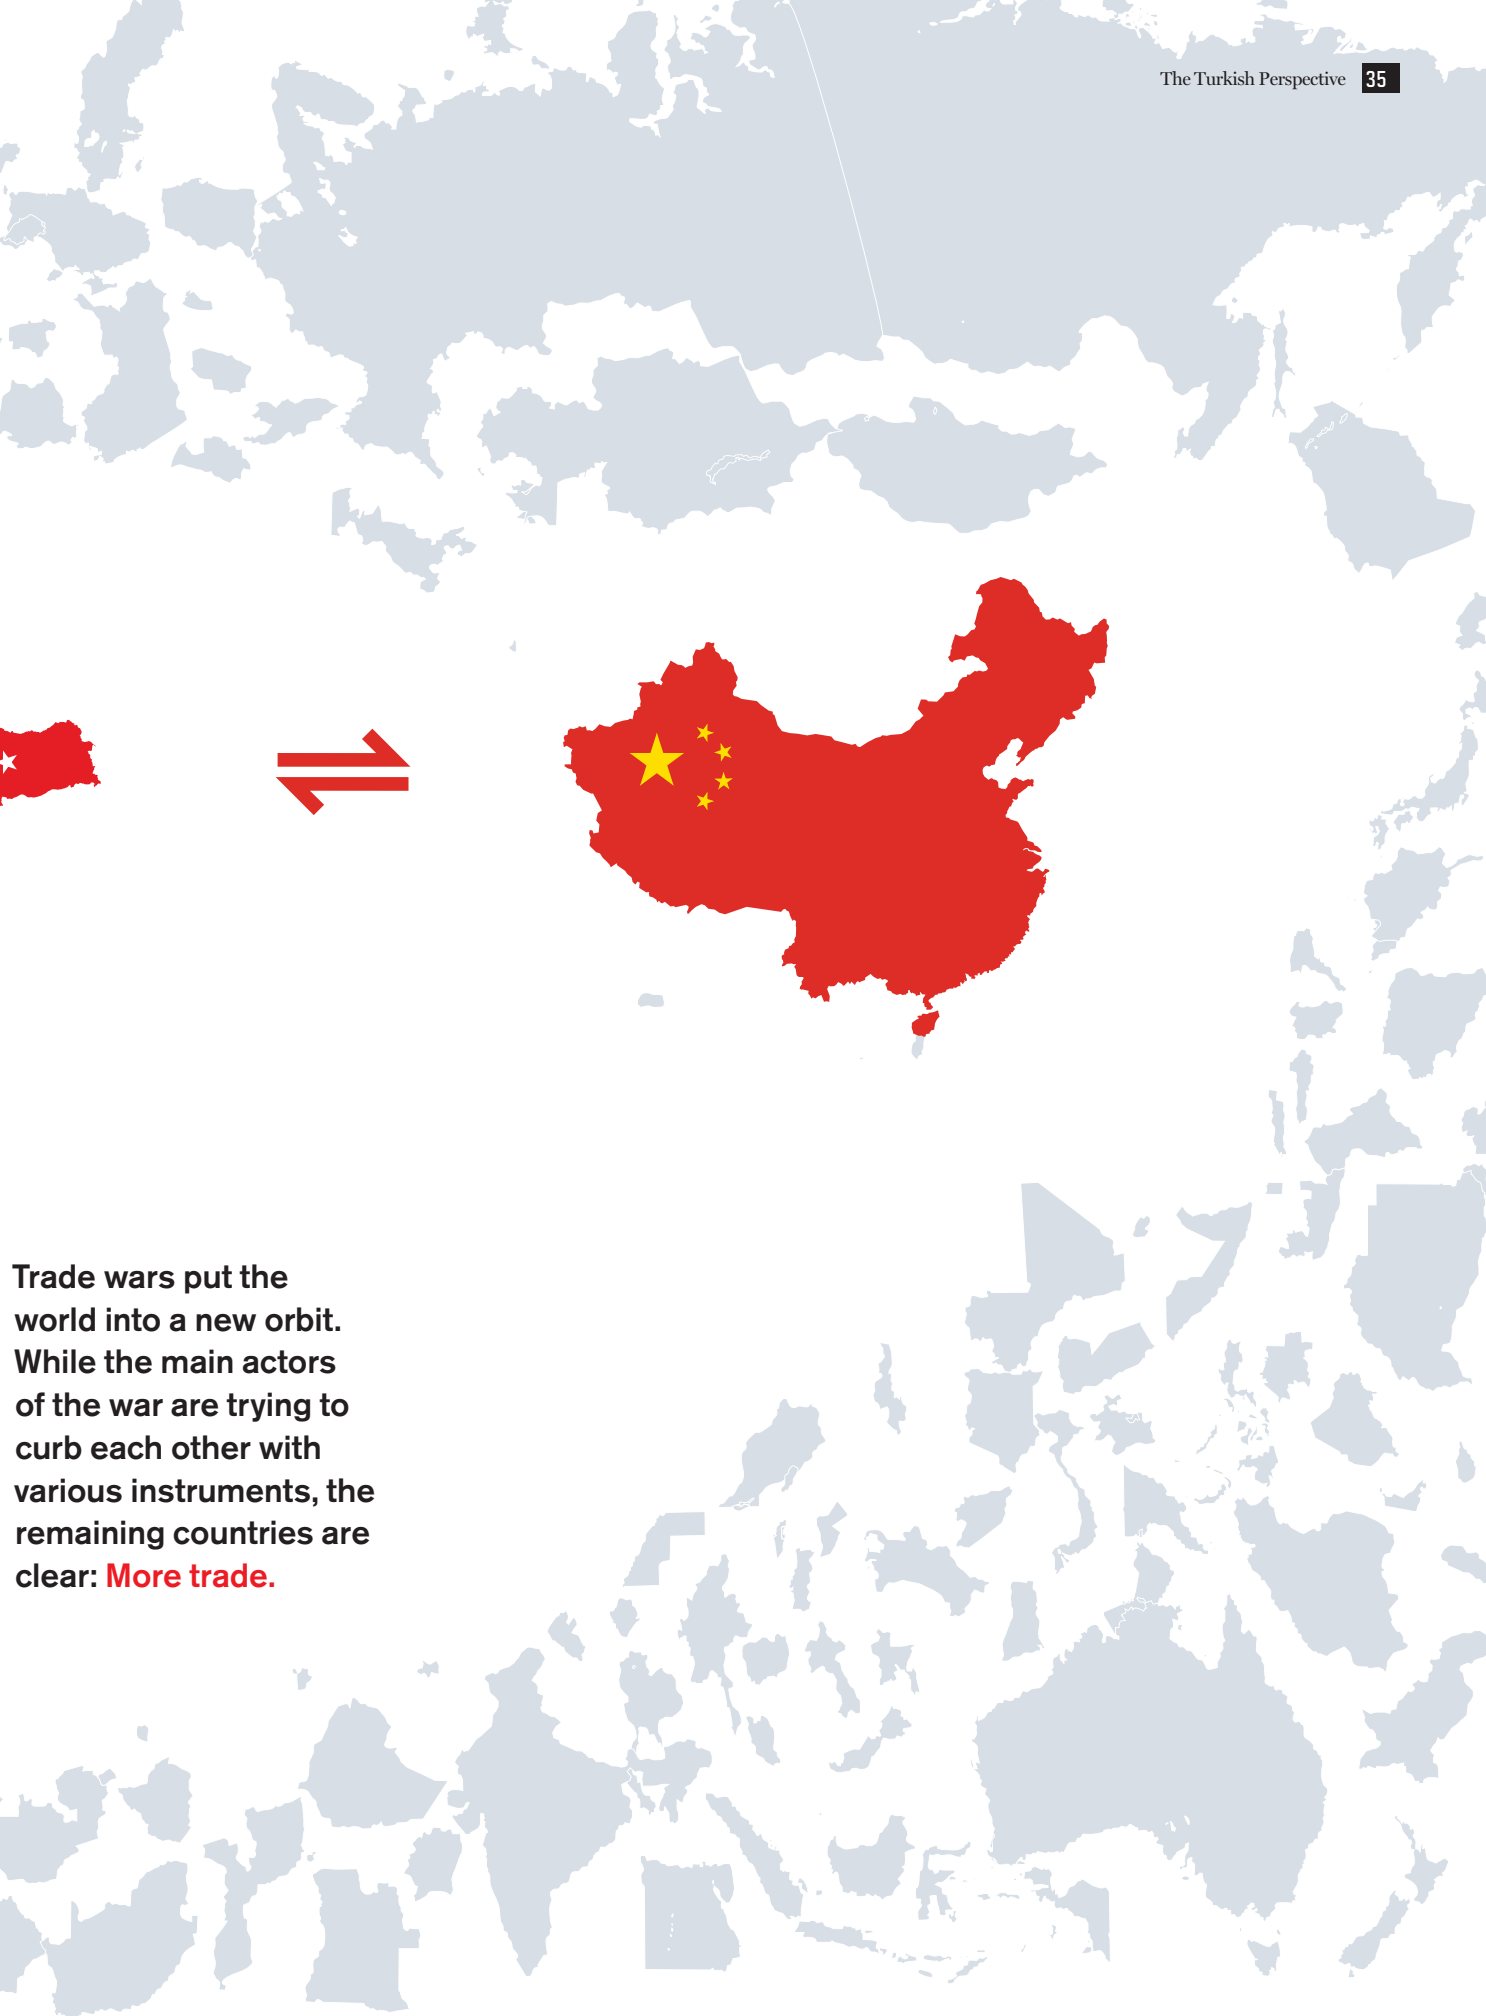 The Turkish Perspective 35
Trade wars put the
world into a new orbit.
While the main actors
of the war are trying to
curb each other with
various instruments, the
remaining countries are
clear: More trade.